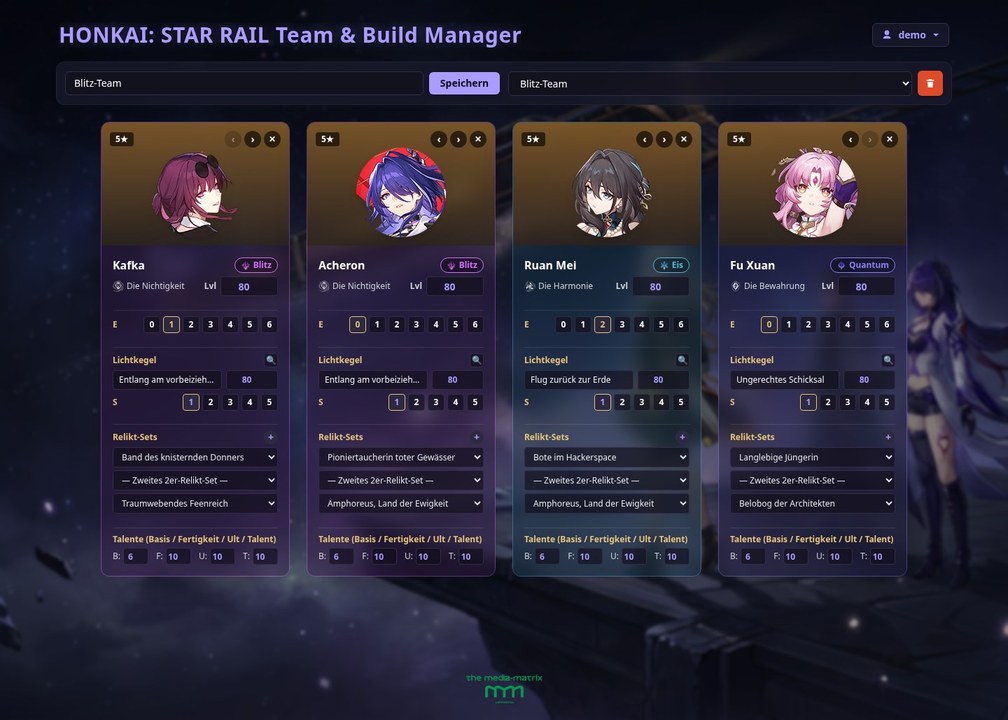 HONKAI: STAR RAIL Team & Build Manager
demo
Blitz-Team Speichern Blitz-Team
5★ ‹ › ✕ 5★ ‹ › ✕ 5★ ‹ › ✕ 5★ ‹ › ✕
Kafka Blitz Acheron Blitz Ruan Mei Eis Fu Xuan Quantum
Die Nichtigkeit Lvl 80 Die Nichtigkeit Lvl 80 Die Harmonie Lvl 80 Die Bewahrung Lvl 80
E 0 1 2 3 4 5 6 E 0 1 2 3 4 5 6 E 0 1 2 3 4 5 6 E 0 1 2 3 4 5 6
Lichtkegel Lichtkegel Lichtkegel Lichtkegel
Entlang am vorbeizieh... 80 Entlang am vorbeizieh... 80 Flug zurück zur Erde 80 Ungerechtes Schicksal 80
S 1 2 3 4 5 S 1 2 3 4 5 S 1 2 3 4 5 S 1 2 3 4 5
Relikt-Sets + Relikt-Sets + Relikt-Sets + Relikt-Sets +
Band des knisternden Donners Pioniertaucherin toter Gewässer Bote im Hackerspace Langlebige Jüngerin
— Zweites 2er-Relikt-Set — — Zweites 2er-Relikt-Set — — Zweites 2er-Relikt-Set — — Zweites 2er-Relikt-Set —
Traumwebendes Feenreich Amphoreus, Land der Ewigkeit Amphoreus, Land der Ewigkeit Belobog der Architekten
Talente (Basis / Fertigkeit / Ult / Talent) Talente (Basis / Fertigkeit / Ult / Talent) Talente (Basis / Fertigkeit / Ult / Talent) Talente (Basis / Fertigkeit / Ult / Talent)
B: 6 F: 10 U: 10 T: 10 B: 6 F: 10 U: 10 T: 10 B: 6 F: 10 U: 10 T: 10 B: 6 F: 10 U: 10 T: 10
the media-matrix